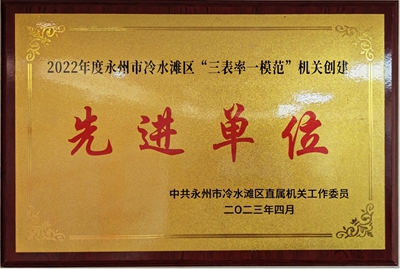 2022年度永州市冷水滩区“三表率一模范”机关创建
先进单位
中共永州市冷水滩区直属机关工作委员
二〇二三年四月